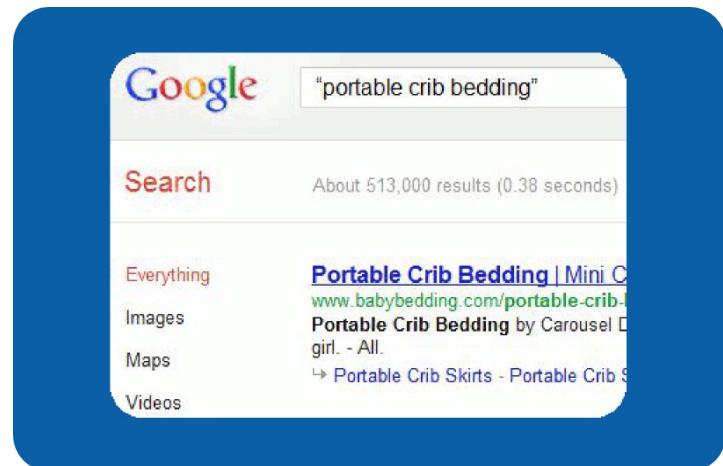 Google
“portable crib bedding”
Search
About 513,000 results (0.38 seconds)
Everything
Images
Maps
Videos
Portable Crib Bedding | Mini C
www.babybedding.com/portable-crib-
Portable Crib Bedding by Carousel
girl. - All.
↳ Portable Crib Skirts - Portable Crib